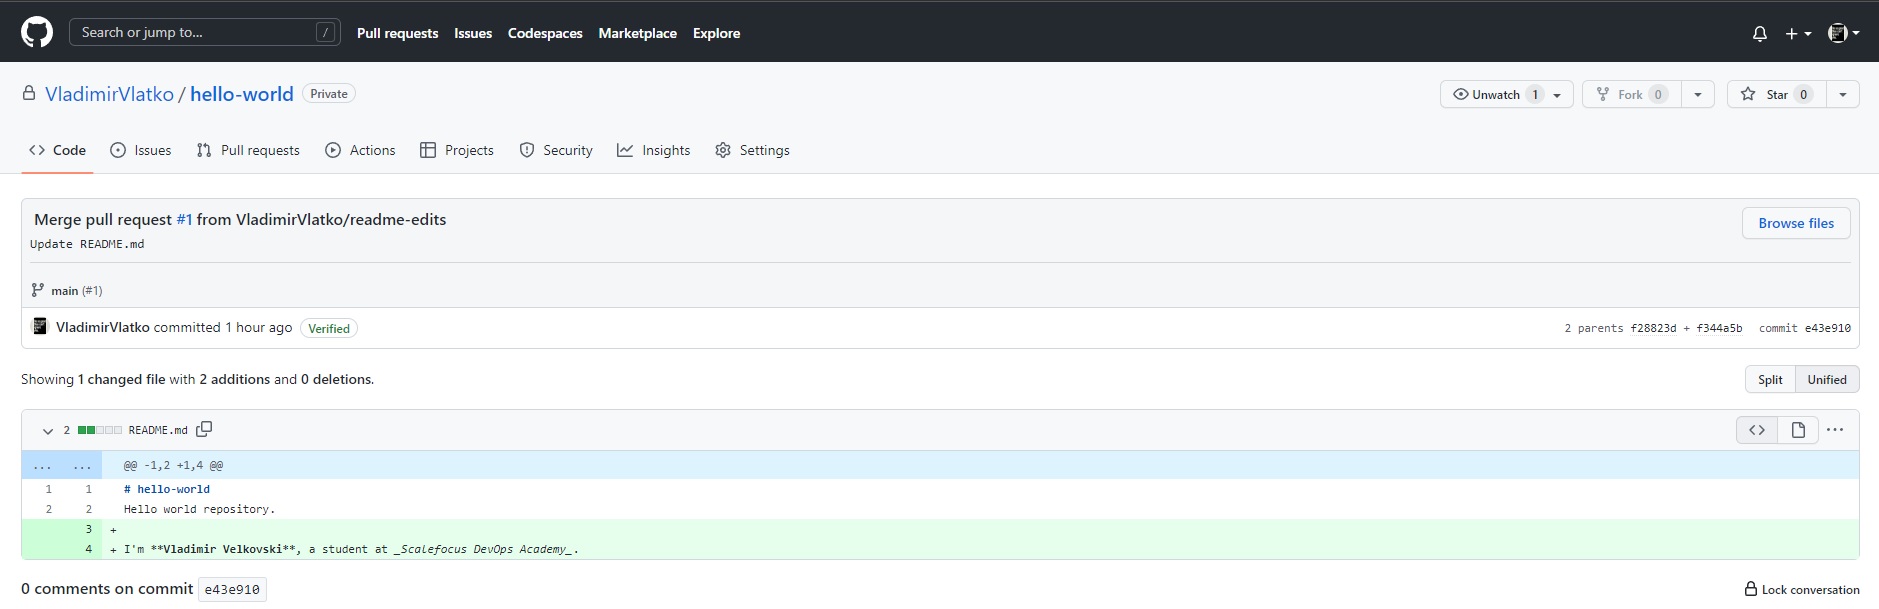 Search or jump to... /
Pull requests Issues Codespaces Marketplace Explore
VladimirVlatko / hello-world Private
Unwatch 1 Fork 0 Star 0
Code Issues Pull requests Actions Projects Security Insights Settings
Merge pull request #1 from VladimirVlatko/readme-edits
Browse files
Update README.md
main (#1)
VladimirVlatko committed 1 hour ago Verified
2 parents f28823d + f344a5b commit e43e910
Showing 1 changed file with 2 additions and 0 deletions.
Split Unified
2 README.md
... ... @@ -1,2 +1,4 @@
1 1 # hello-world
2 2 Hello world repository.
3 +
4 + I'm **Vladimir Velkovski**, a student at _Scalefocus DevOps Academy_.
0 comments on commit e43e910
Lock conversation